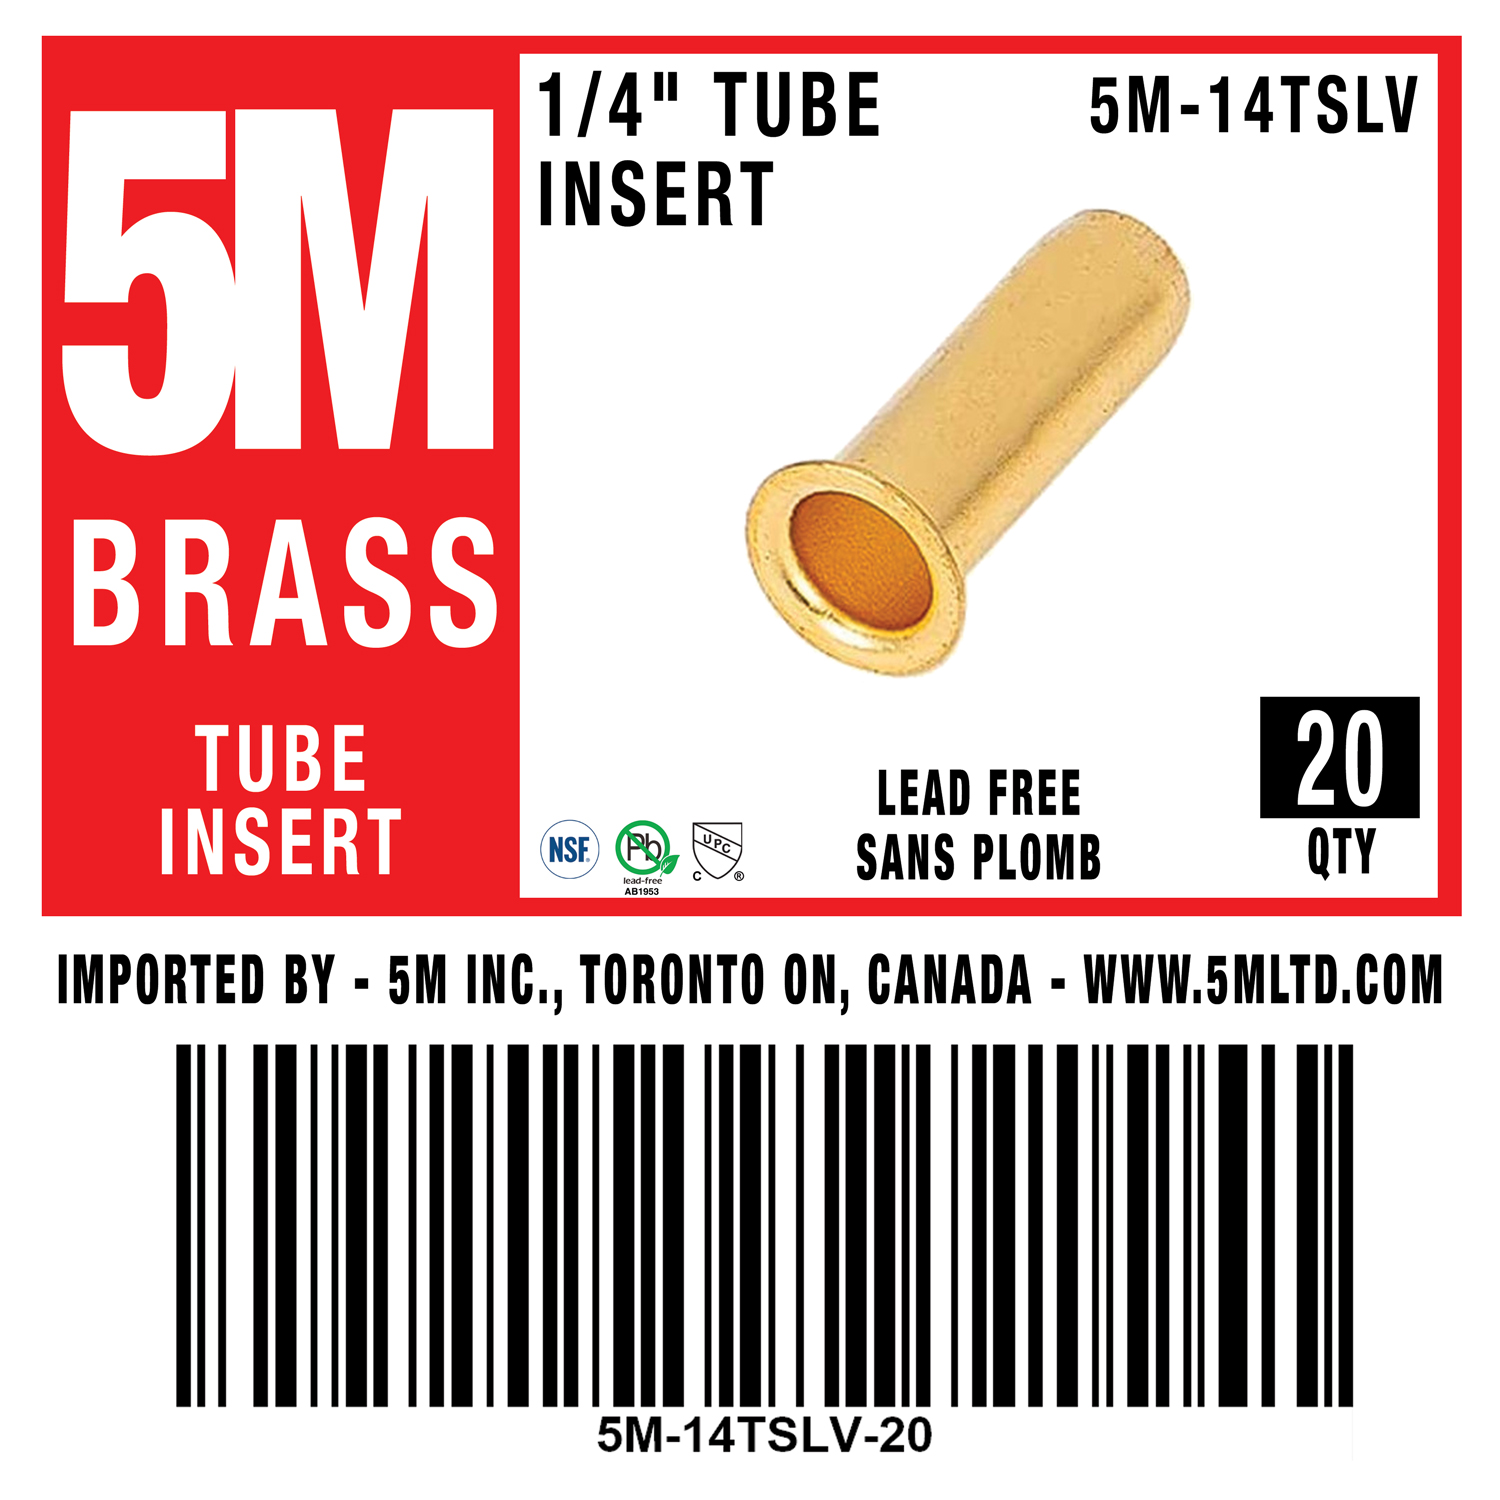 5M
BRASS
TUBE
INSERT
1/4" TUBE
INSERT
5M-14TSLV
20
QTY
LEAD FREE
SANS PLOMB
NSF®
Pb
lead-free
AB1953
UPC
C ®
IMPORTED BY - 5M INC., TORONTO ON, CANADA - WWW.5MLTD.COM
5M-14TSLV-20